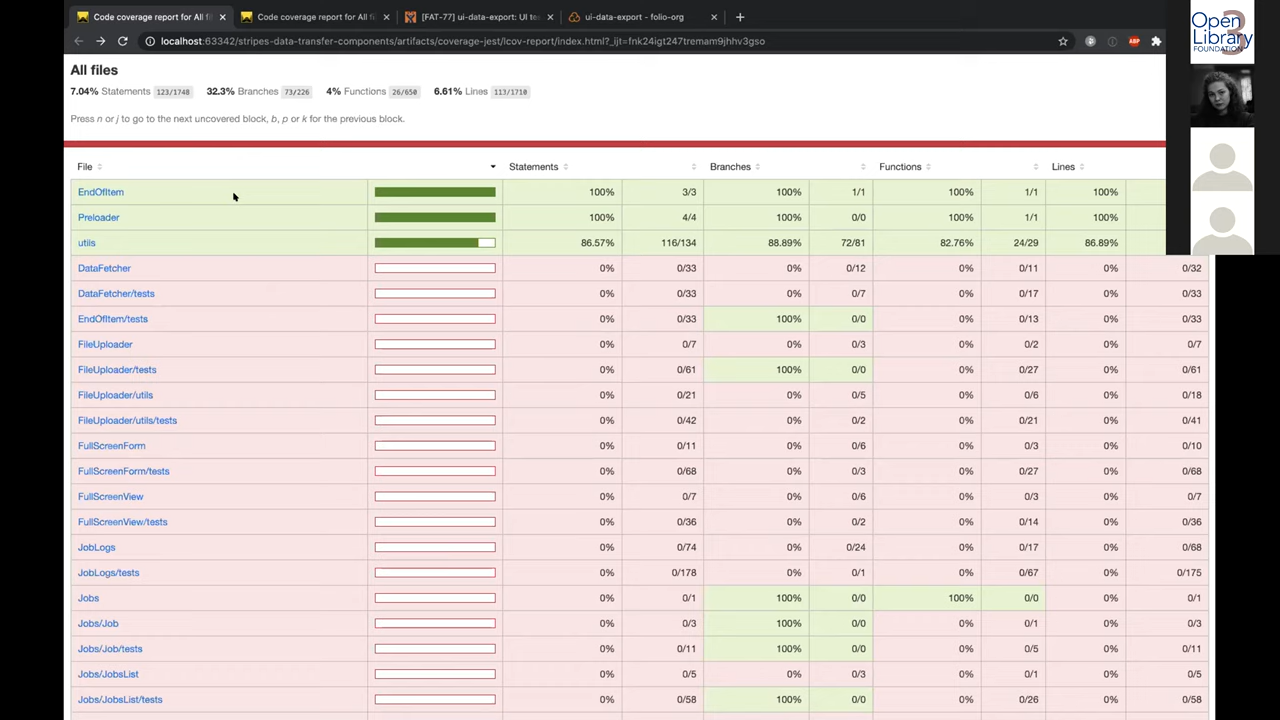 Code coverage report for All fil
Code coverage report for All fi
[FAT-77] ui-data-export: UI te
ui-data-export - folio-org
localhost:63342/stripes-data-transfer-components/artifacts/coverage-jest/lcov-report/index.html?_ijt=fnk24igt247tremam9jhhv3gso
ABP
Open
Library
FOUNDATION
3
All files
7.04% Statements 123/1748 32.3% Branches 73/226 4% Functions 26/650 6.61% Lines 113/1710
Press n or j to go to the next uncovered block, b, p or k for the previous block.
File Statements Branches Functions Lines
EndOfItem 100% 3/3 100% 1/1 100% 1/1 100%
Preloader 100% 4/4 100% 0/0 100% 1/1 100%
utils 86.57% 116/134 88.89% 72/81 82.76% 24/29 86.89%
DataFetcher 0% 0/33 0% 0/12 0% 0/11 0% 0/32
DataFetcher/tests 0% 0/33 0% 0/7 0% 0/17 0% 0/33
EndOfItem/tests 0% 0/33 100% 0/0 0% 0/13 0% 0/33
FileUploader 0% 0/7 0% 0/3 0% 0/2 0% 0/7
FileUploader/tests 0% 0/61 100% 0/0 0% 0/27 0% 0/61
FileUploader/utils 0% 0/21 0% 0/5 0% 0/6 0% 0/18
FileUploader/utils/tests 0% 0/42 0% 0/2 0% 0/21 0% 0/41
FullScreenForm 0% 0/11 0% 0/6 0% 0/3 0% 0/10
FullScreenForm/tests 0% 0/68 0% 0/3 0% 0/27 0% 0/68
FullScreenView 0% 0/7 0% 0/6 0% 0/3 0% 0/7
FullScreenView/tests 0% 0/36 0% 0/2 0% 0/14 0% 0/36
JobLogs 0% 0/74 0% 0/24 0% 0/17 0% 0/68
JobLogs/tests 0% 0/178 0% 0/1 0% 0/67 0% 0/175
Jobs 0% 0/1 100% 0/0 100% 0/0 0% 0/1
Jobs/Job 0% 0/3 100% 0/0 0% 0/1 0% 0/3
Jobs/Job/tests 0% 0/11 100% 0/0 0% 0/5 0% 0/11
Jobs/JobsList 0% 0/5 0% 0/3 0% 0/1 0% 0/5
Jobs/JobsList/tests 0% 0/58 100% 0/0 0% 0/26 0% 0/58